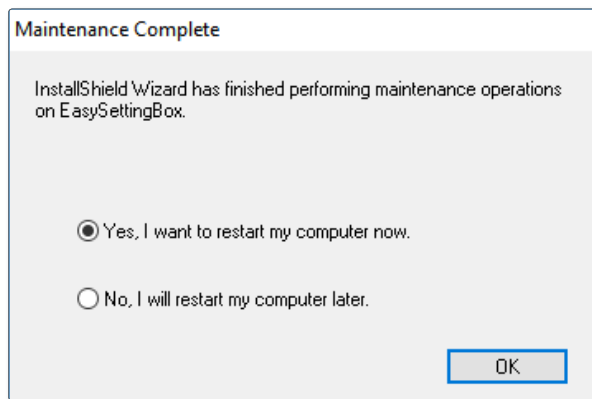 Maintenance Complete
InstallShield Wizard has finished performing maintenance operations
on EasySettingBox.
Yes, I want to restart my computer now.
No, I will restart my computer later.
OK